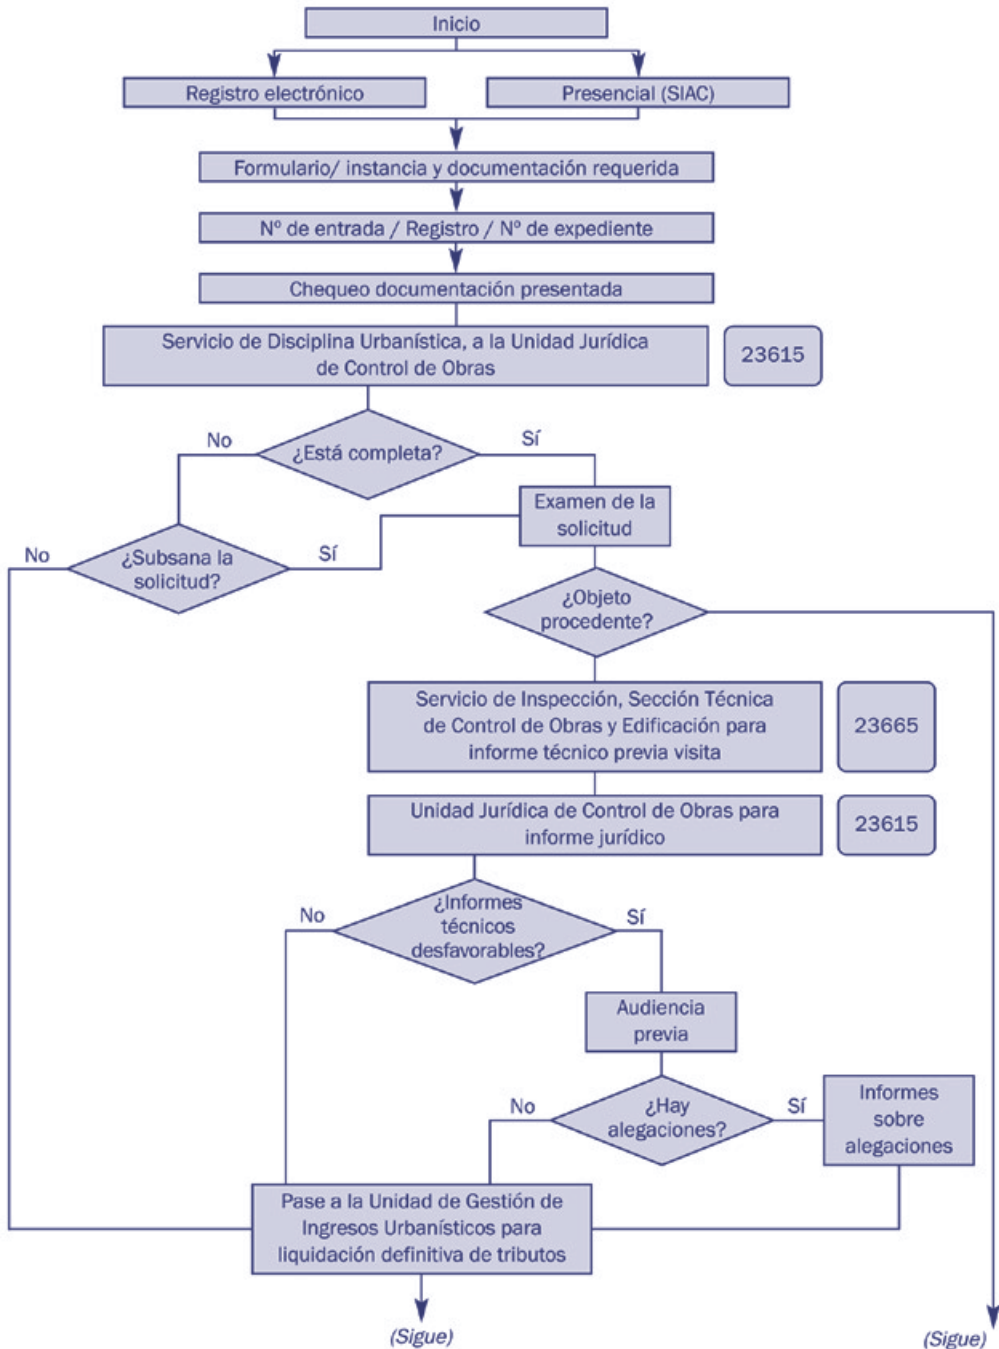 Inicio
Registro electrónico
Presencial (SIAC)
Formulario/ instancia y documentación requerida
Nº de entrada / Registro / Nº de expediente
Chequeo documentación presentada
Servicio de Disciplina Urbanística, a la Unidad Jurídica
de Control de Obras
23615
No
¿Está completa?
Sí
Examen de la
solicitud
No
¿Subsana la
solicitud?
Sí
¿Objeto
procedente?
Servicio de Inspección, Sección Técnica
de Control de Obras y Edificación para
informe técnico previa visita
23665
Unidad Jurídica de Control de Obras para
informe jurídico
23615
No
¿Informes
técnicos
desfavorables?
Sí
Audiencia
previa
No
¿Hay
alegaciones?
Sí
Informes
sobre
alegaciones
Pase a la Unidad de Gestión de
Ingresos Urbanísticos para
liquidación definitiva de tributos
(Sigue)
(Sigue)